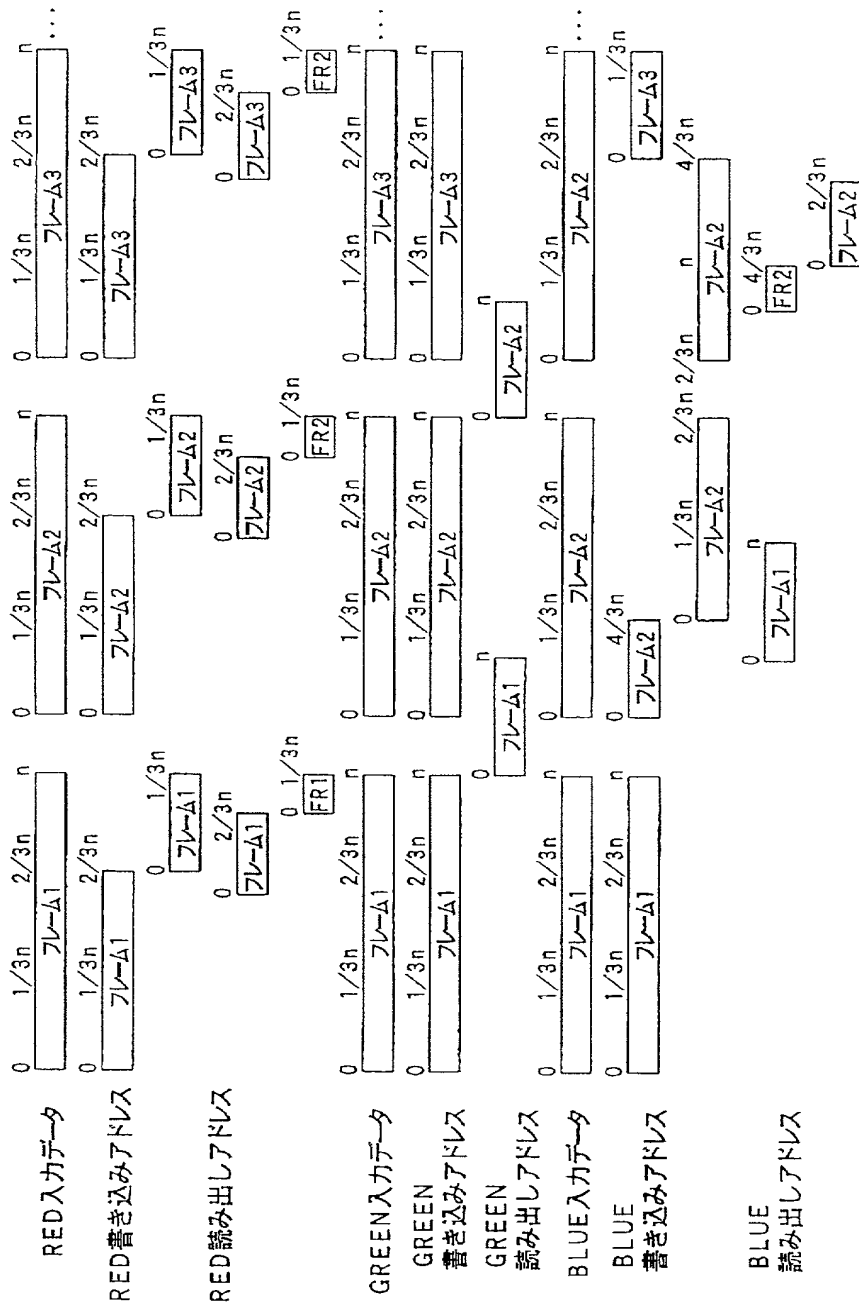 RED入力データ
0 1/3n 2/3n n 0 1/3n 2/3n n 0 1/3n 2/3n n ...
フレーム1 フレーム2 フレーム3
RED書き込みアドレス
0 1/3n 2/3n 0 1/3n 2/3n 0 1/3n 2/3n
フレーム1 フレーム2 フレーム3
0 1/3n 0 1/3n 0 1/3n
フレーム1 フレーム2 フレーム3
RED読み出しアドレス
0 2/3n 0 2/3n 0 2/3n
フレーム1 フレーム2 フレーム3
0 1/3n 0 1/3n 0 1/3n
FR1 FR2 FR2
GREEN入力データ
0 1/3n 2/3n n 0 1/3n 2/3n n 0 1/3n 2/3n n ...
フレーム1 フレーム2 フレーム3
GREEN
書き込みアドレス
0 1/3n 2/3n n 0 1/3n 2/3n n 0 1/3n 2/3n n
フレーム1 フレーム2 フレーム3
GREEN
読み出しアドレス
0 n 0 n
フレーム1 フレーム2
BLUE入力データ
0 1/3n 2/3n n 0 1/3n 2/3n n 0 1/3n 2/3n n ...
フレーム1 フレーム2 フレーム2
BLUE
書き込みアドレス
0 1/3n 2/3n n 0 4/3n 0 1/3n
フレーム1 フレーム2 フレーム3
0 1/3n 2/3n 2/3n n 4/3n
フレーム2 フレーム2
BLUE
読み出しアドレス
0 n 0 4/3n
フレーム1 FR2
0 2/3n
フレーム2